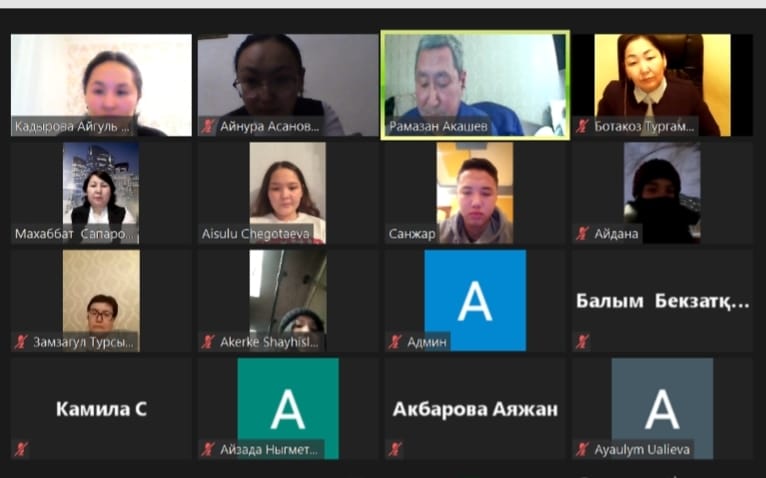 Кадырова Айгуль ...
Айнура Асанов...
Рамазан Акашев
Ботакоз Тургам...
Махаббат Сапаро...
Aisulu Chegotaeva
Санжар
Айдана
Замзагул Турсы...
Akerke Shayhisl...
А
Админ
Балым Бекзатқ...
Камила С
А
Айзада Ныгмет...
Акбарова Аяжан
A
Ayaulym Ualieva